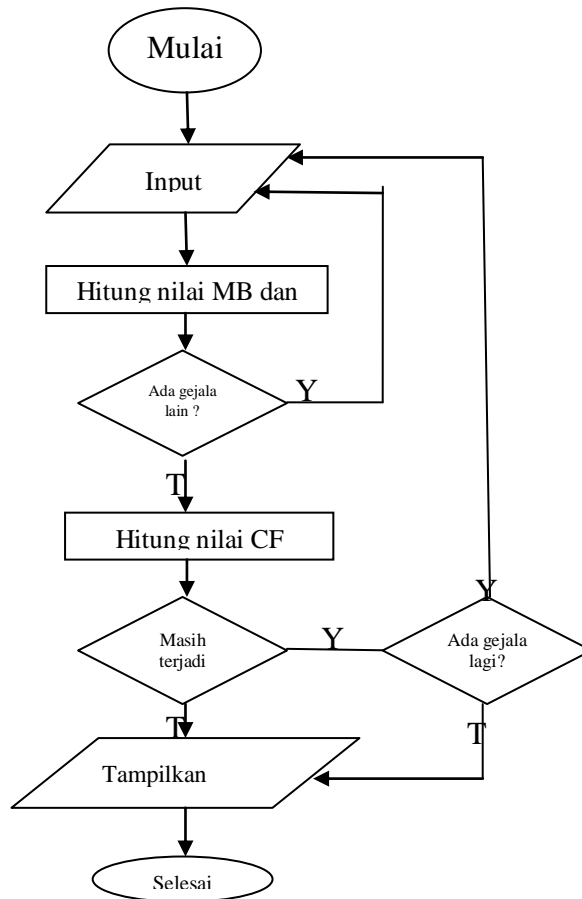 Mulai
Input
Hitung nilai MB dan
Ada gejala
lain ?
Y
T
Hitung nilai CF
Masih
terjadi
Y
Ada gejala
lagi?
Y
T
T
Tampilkan
Selesai